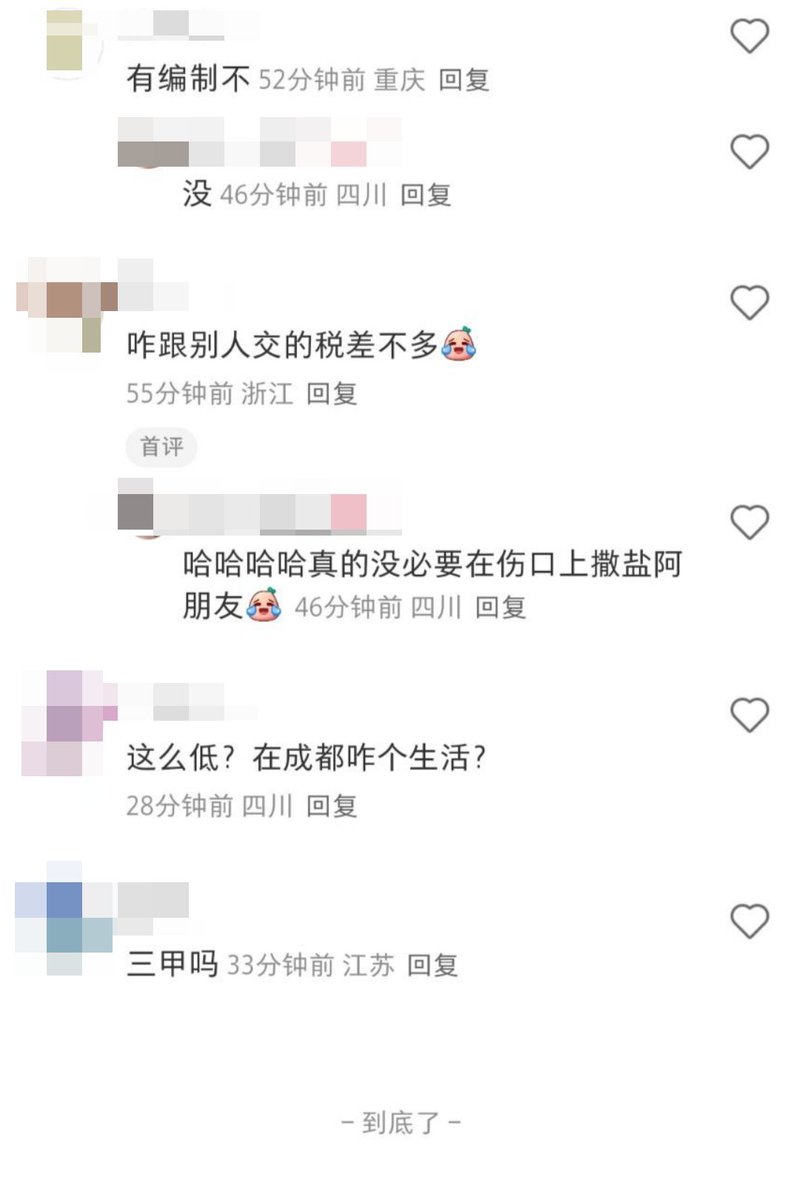 有编制不 52分钟前 重庆 回复
没 46分钟前 四川 回复
咋跟别人交的税差不多
55分钟前 浙江 回复
首评
哈哈哈哈真的没必要在伤口上撒盐阿
朋友 46分钟前 四川 回复
这么低？在成都咋个生活？
28分钟前 四川 回复
三甲吗 33分钟前 江苏 回复
– 到底了 –